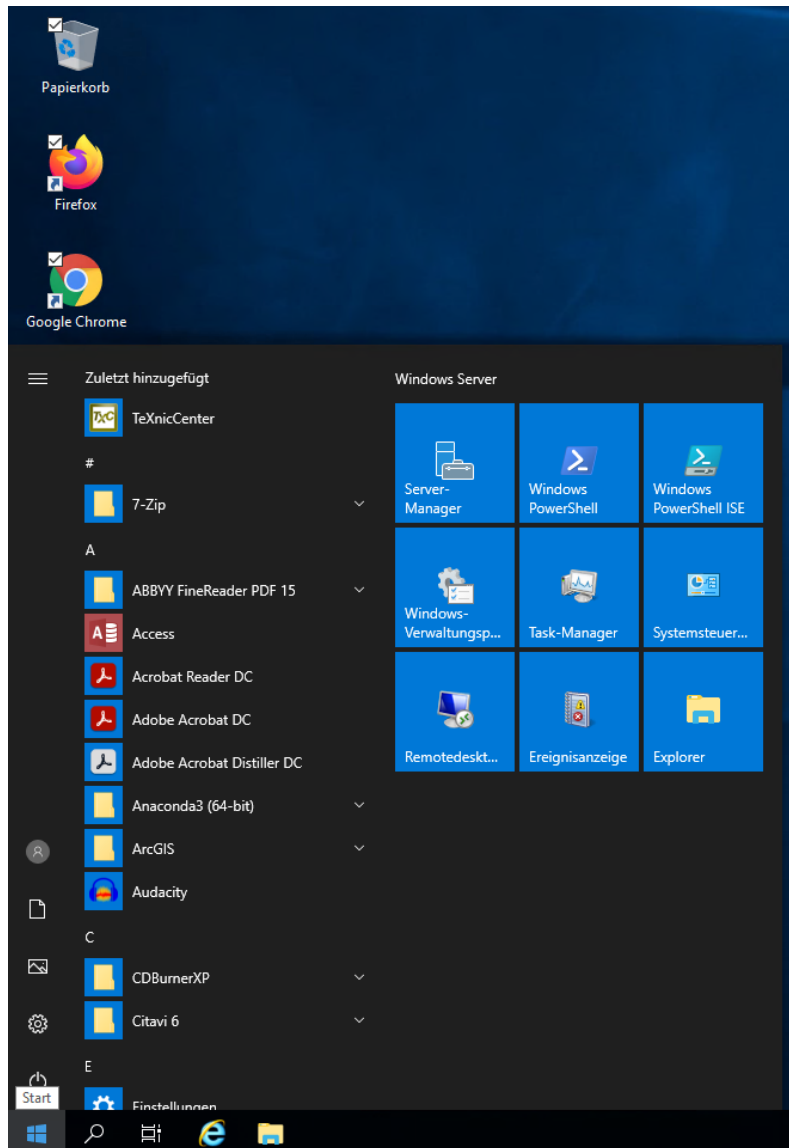 Papierkorb
Firefox
Google Chrome
Zuletzt hinzugefügt
TXC
TeXnicCenter
#
7-Zip
A
ABBYY FineReader PDF 15
A
Access
Acrobat Reader DC
Adobe Acrobat DC
Adobe Acrobat Distiller DC
Anaconda3 (64-bit)
ArcGIS
Audacity
C
CDBurnerXP
Citavi 6
E
Einstellungen
Windows Server
Server-
Manager
Windows
PowerShell
Windows
PowerShell ISE
Windows-
Verwaltungsp...
Task-Manager
Systemsteuer...
Remotedeskt...
Ereignisanzeige
Explorer
Start